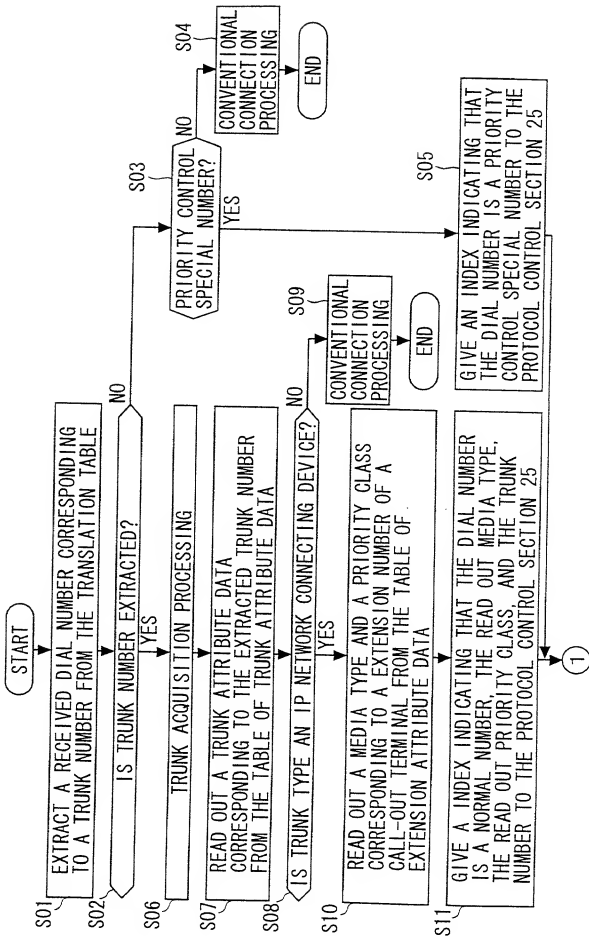 START
S01
EXTRACT A RECEIVED DIAL NUMBER CORRESPONDING
TO A TRUNK NUMBER FROM THE TRANSLATION TABLE
S02
IS TRUNK NUMBER EXTRACTED?
NO
YES
S03
PRIORITY CONTROL
SPECIAL NUMBER?
NO
YES
S04
CONVENTIONAL
CONNECTION
PROCESSING
END
S06
TRUNK ACQUISITION PROCESSING
S07
READ OUT A TRUNK ATTRIBUTE DATA
CORRESPONDING TO THE EXTRACTED TRUNK NUMBER
FROM THE TABLE OF TRUNK ATTRIBUTE DATA
S08
IS TRUNK TYPE AN IP NETWORK CONNECTING DEVICE?
NO
YES
S09
CONVENTIONAL
CONNECTION
PROCESSING
END
S10
READ OUT A MEDIA TYPE AND A PRIORITY CLASS
CORRESPONDING TO A EXTENSION NUMBER OF A
CALL-OUT TERMINAL FROM THE TABLE OF
EXTENSION ATTRIBUTE DATA
S05
GIVE AN INDEX INDICATING THAT
THE DIAL NUMBER IS A PRIORITY
CONTROL SPECIAL NUMBER TO THE
PROTOCOL CONTROL SECTION 25
S11
GIVE A INDEX INDICATING THAT THE DIAL NUMBER
IS A NORMAL NUMBER, THE READ OUT MEDIA TYPE,
THE READ OUT PRIORITY CLASS, AND THE TRUNK
NUMBER TO THE PROTOCOL CONTROL SECTION 25
1